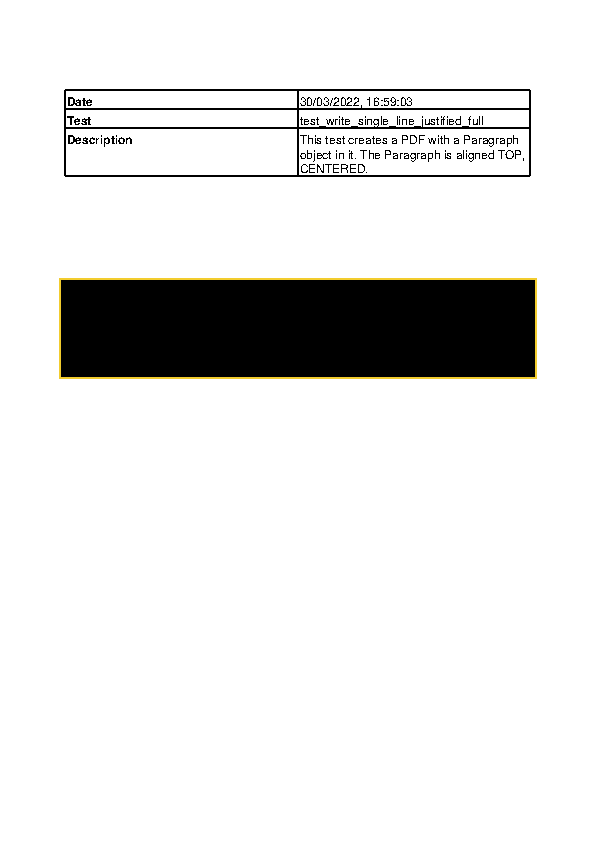 Date 30/03/2022, 16:59:03
Test test_write_single_line_justified_full
Description This test creates a PDF with a Paragraph
object in it. The Paragraph is aligned TOP,
CENTERED.